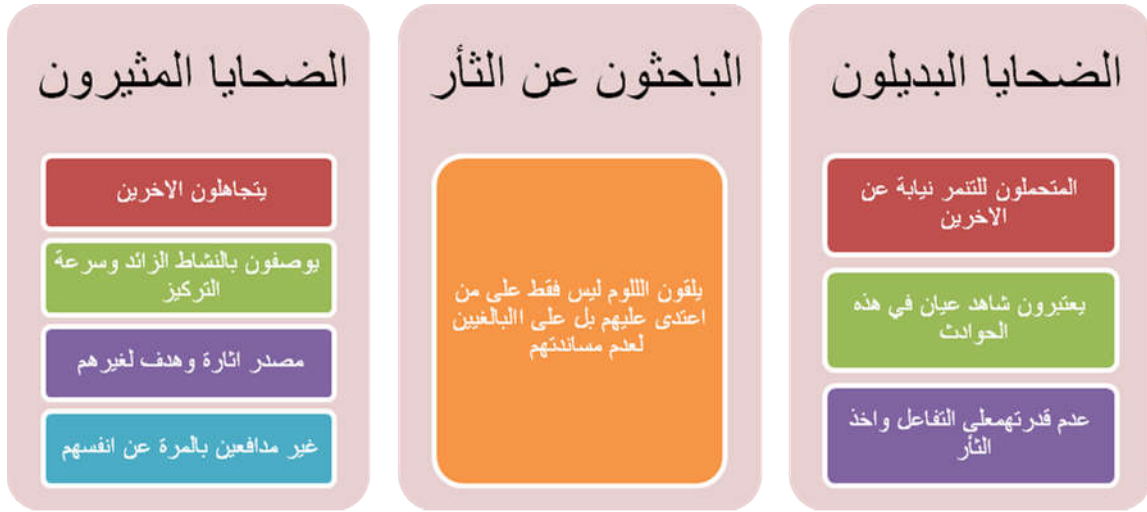 الضحايا البديلون
المتحملون للتنمر نيابة عن
الاخرين
يعتبرون شاهد عيان في هذه
الحوادث
عدم قدرتهمعلى التفاعل واخذ
الثأر
الباحثون عن الثأر
يلقون الللوم ليس فقط على من
اعتدى عليهم بل على االبالغيين
لعدم مساندتهم
الضحايا المثيرون
يتجاهلون الاخرين
يوصفون بالنشاط الزائد وسرعة
التركيز
مصدر اثارة وهدف لغيرهم
غير مدافعين بالمرة عن انفسهم